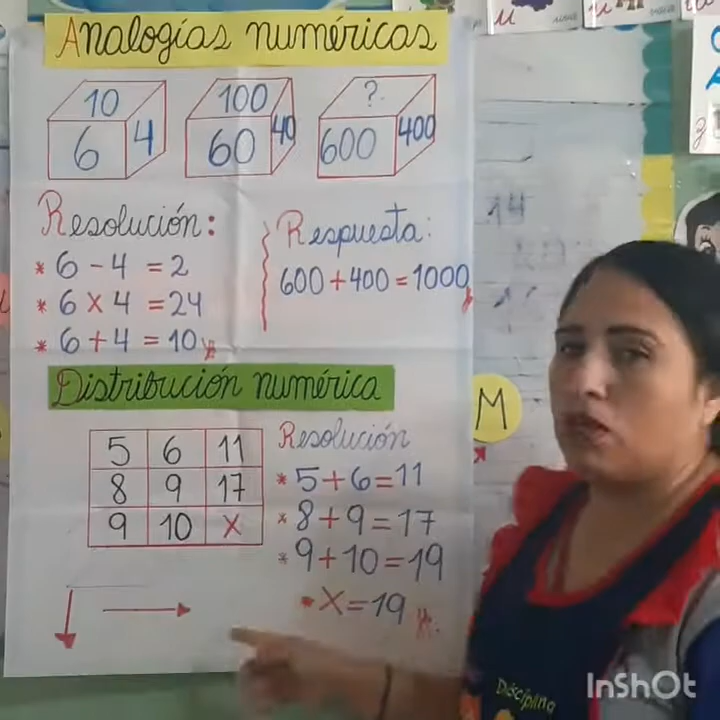 Analogías numéricas
10 100 ?
6 4 60 40 600 400
Resolución:
* 6 - 4 = 2
* 6 x 4 = 24
* 6 + 4 = 10
Respuesta:
600 + 400 = 1000
Distribución numérica
5 6 11
8 9 17
9 10 X
Resolución
* 5 + 6 = 11
* 8 + 9 = 17
* 9 + 10 = 19
* X = 19
14
M
Disciplina
InShOt